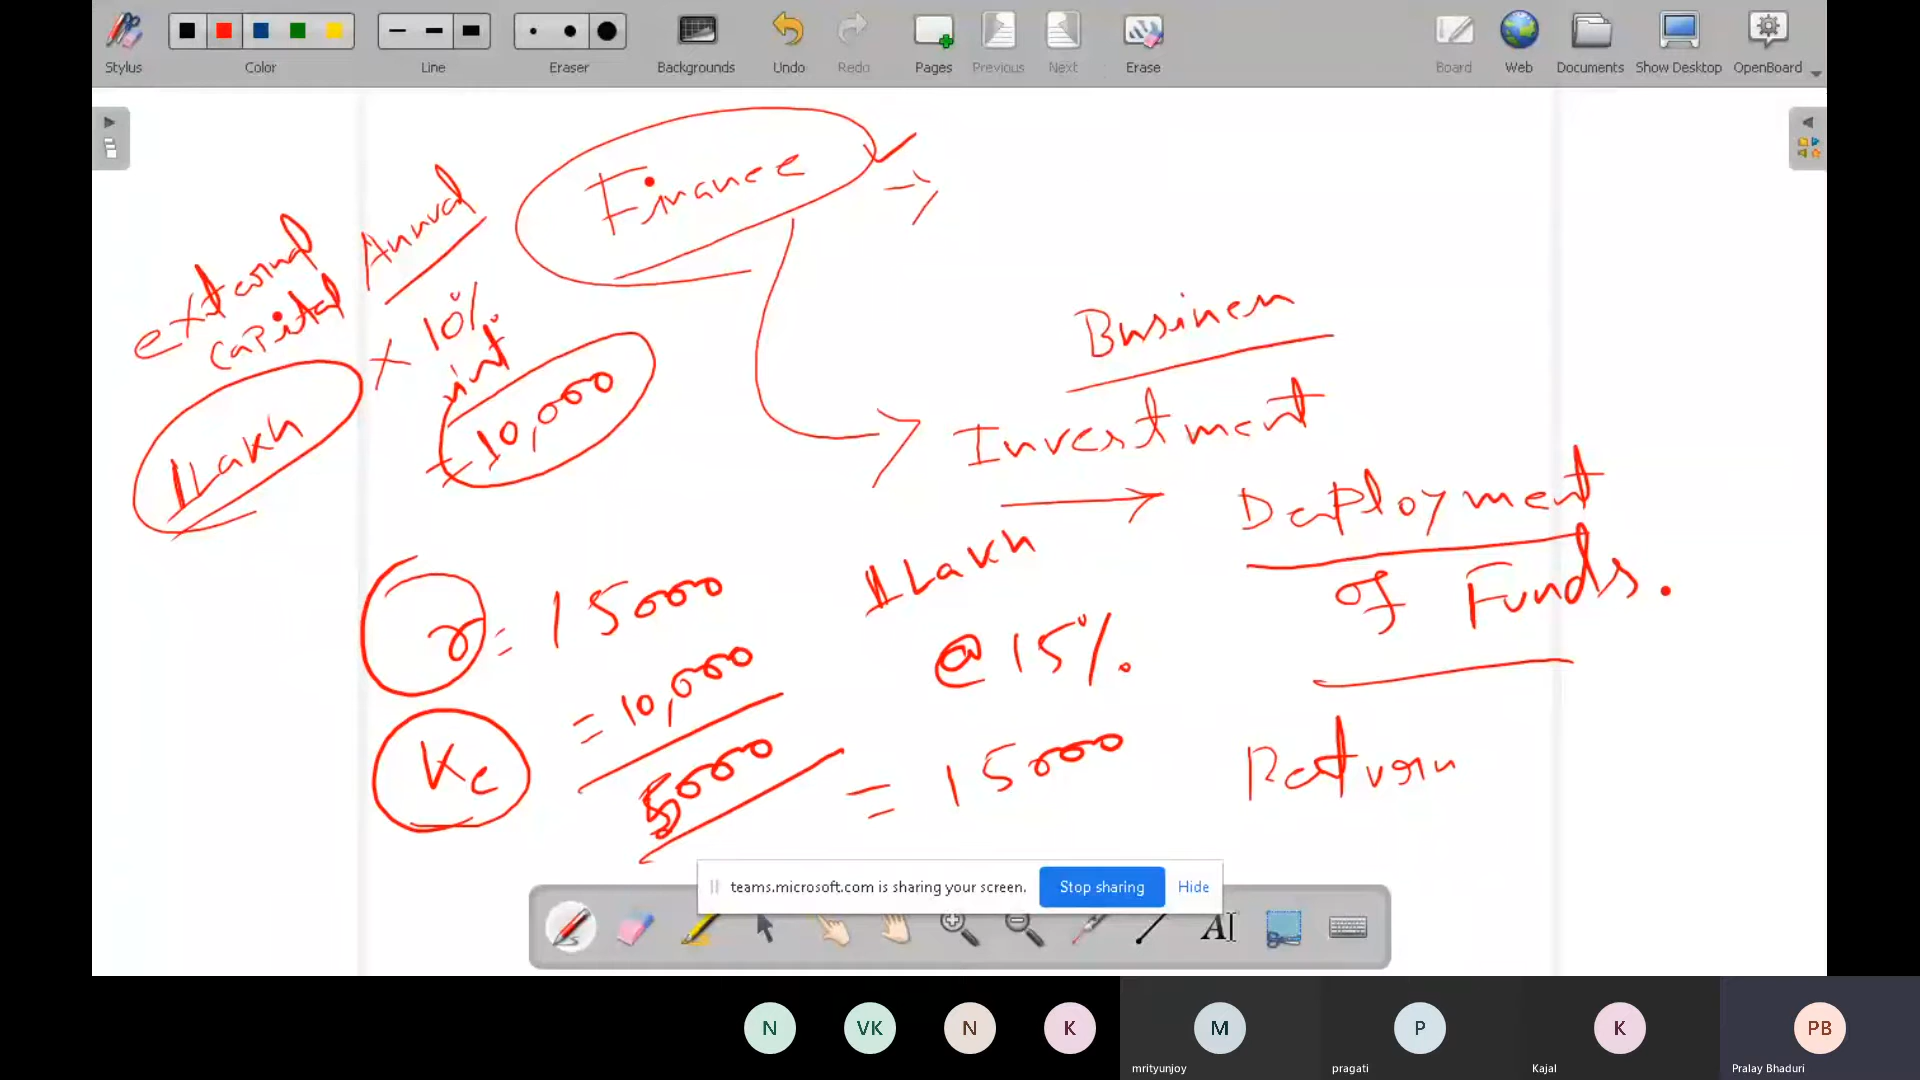 Stylus
Color
Line
Eraser
Backgrounds
Undo
Redo
Pages
Previous
Next
Erase
Board
Web
Documents
Show Desktop
OpenBoard
Finance
external
capital
Annual
1 Lakh
× 10%
int
= 10,000
Business
Investment
Deployment
of Funds.
1 Lakh
@ 15%.
= 15000
Return
r = 15000
Kc = 10,000
5000
teams.microsoft.com is sharing your screen.
Stop sharing
Hide
AI
N
VK
N
K
M
P
K
PB
mrityunjoy
pragati
Kajal
Pralay Bhaduri